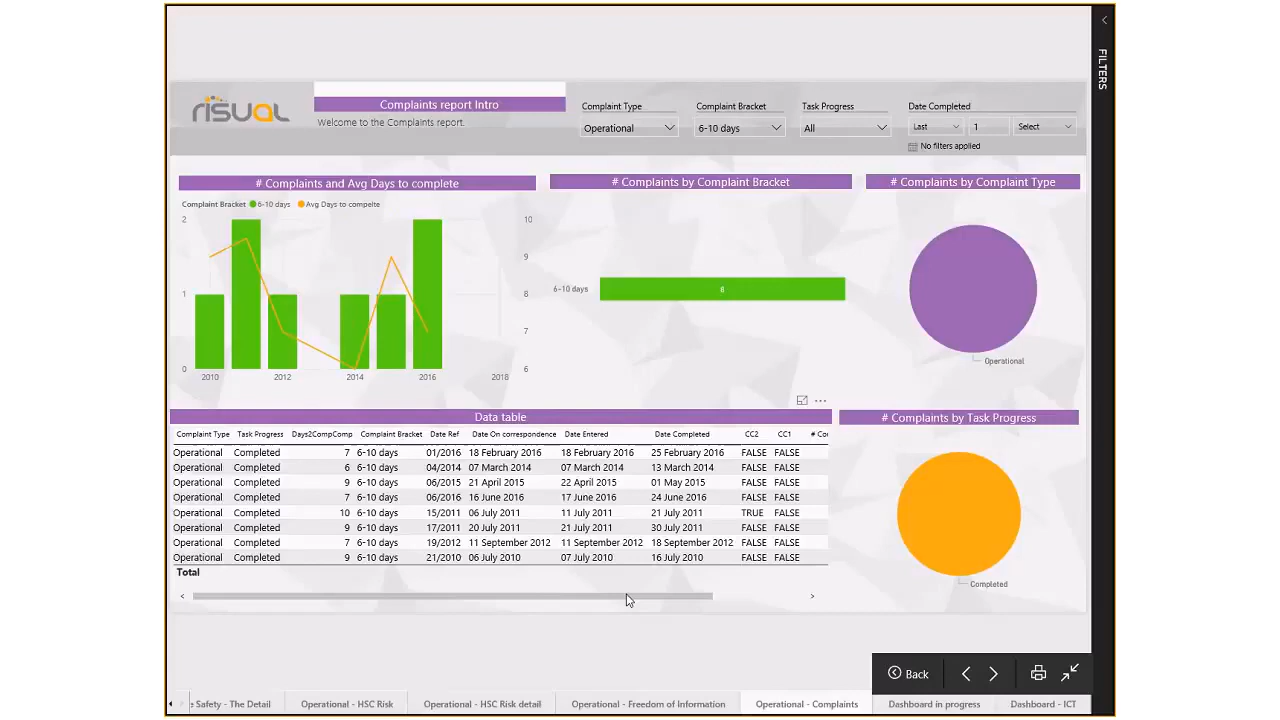 FILTERS
risual
Complaints report Intro
Welcome to the Complaints report.
Complaint Type
Operational
Complaint Bracket
6-10 days
Task Progress
All
Date Completed
Last 1 Select
No filters applied
# Complaints and Avg Days to complete
Complaint Bracket 6-10 days Avg Days to compelte
2
1
0
10
9
8
7
6
2010 2012 2014 2016 2018
# Complaints by Complaint Bracket
6-10 days 8
# Complaints by Complaint Type
Operational
Data table
Complaint Type Task Progress Days2CompComp Complaint Bracket Date Ref Date On correspondence Date Entered Date Completed CC2 CC1 # Co
Operational Completed 7 6-10 days 01/2016 18 February 2016 18 February 2016 25 February 2016 FALSE FALSE
Operational Completed 6 6-10 days 04/2014 07 March 2014 07 March 2014 13 March 2014 FALSE FALSE
Operational Completed 9 6-10 days 06/2015 21 April 2015 22 April 2015 01 May 2015 FALSE FALSE
Operational Completed 7 6-10 days 06/2016 16 June 2016 17 June 2016 24 June 2016 FALSE FALSE
Operational Completed 10 6-10 days 15/2011 06 July 2011 11 July 2011 21 July 2011 TRUE FALSE
Operational Completed 9 6-10 days 17/2011 20 July 2011 21 July 2011 30 July 2011 FALSE FALSE
Operational Completed 7 6-10 days 19/2012 11 September 2012 11 September 2012 18 September 2012 FALSE FALSE
Operational Completed 9 6-10 days 21/2010 06 July 2010 07 July 2010 16 July 2010 FALSE FALSE
Total
# Complaints by Task Progress
Completed
Back
e Safety - The Detail Operational - HSC Risk Operational - HSC Risk detail Operational - Freedom of Information Operational - Complaints Dashboard in progress Dashboard - ICT